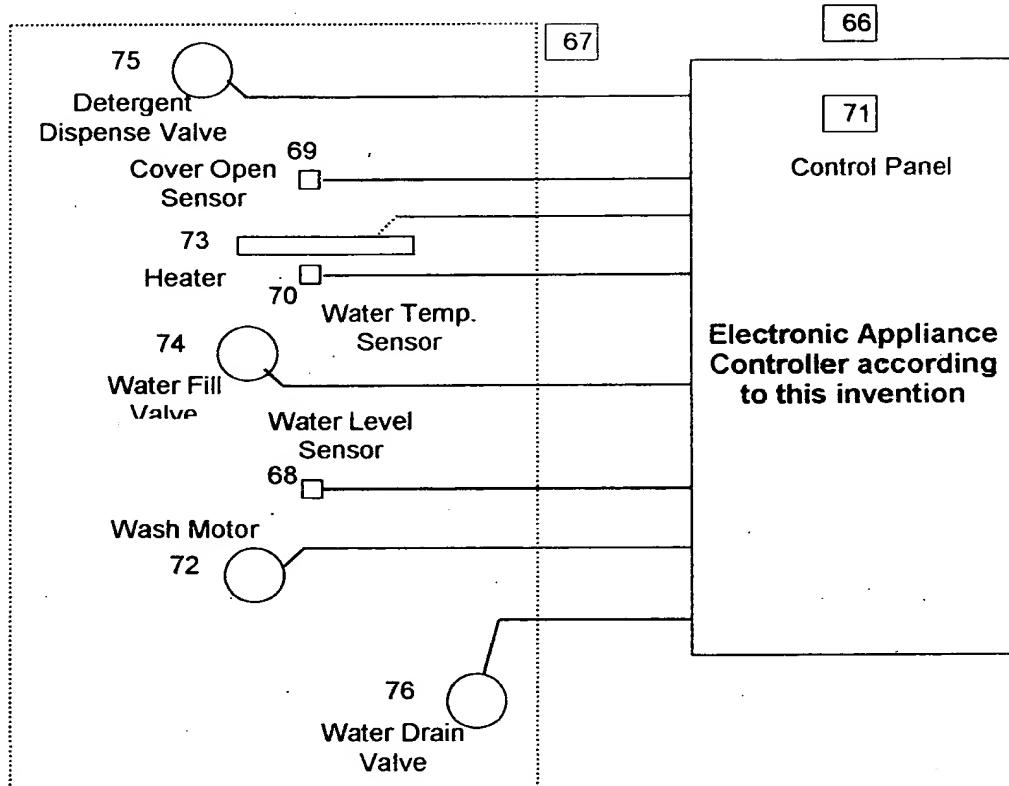 67
66
75
Detergent
Dispense Valve
71
Control Panel
69
Cover Open
Sensor
73
Heater
70
Water Temp.
Sensor
74
Water Fill
Valve
Electronic Appliance
Controller according
to this invention
Water Level
Sensor
68
Wash Motor
72
76
Water Drain
Valve